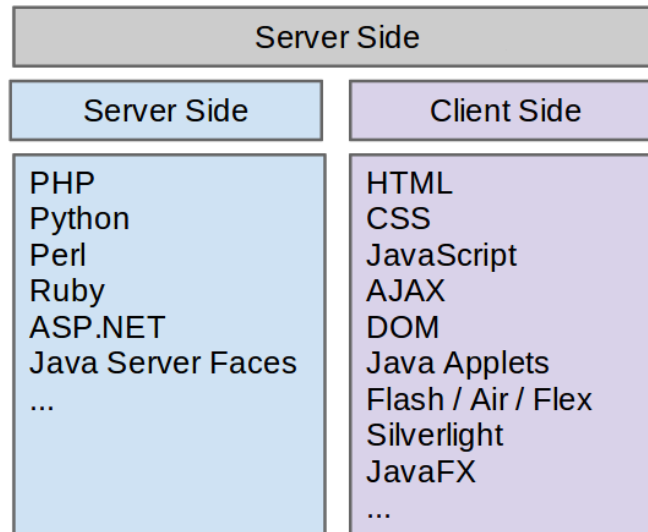 Server Side
Server Side
Client Side
PHP
Python
Perl
Ruby
ASP.NET
Java Server Faces
...
HTML
CSS
JavaScript
AJAX
DOM
Java Applets
Flash / Air / Flex
Silverlight
JavaFX
...